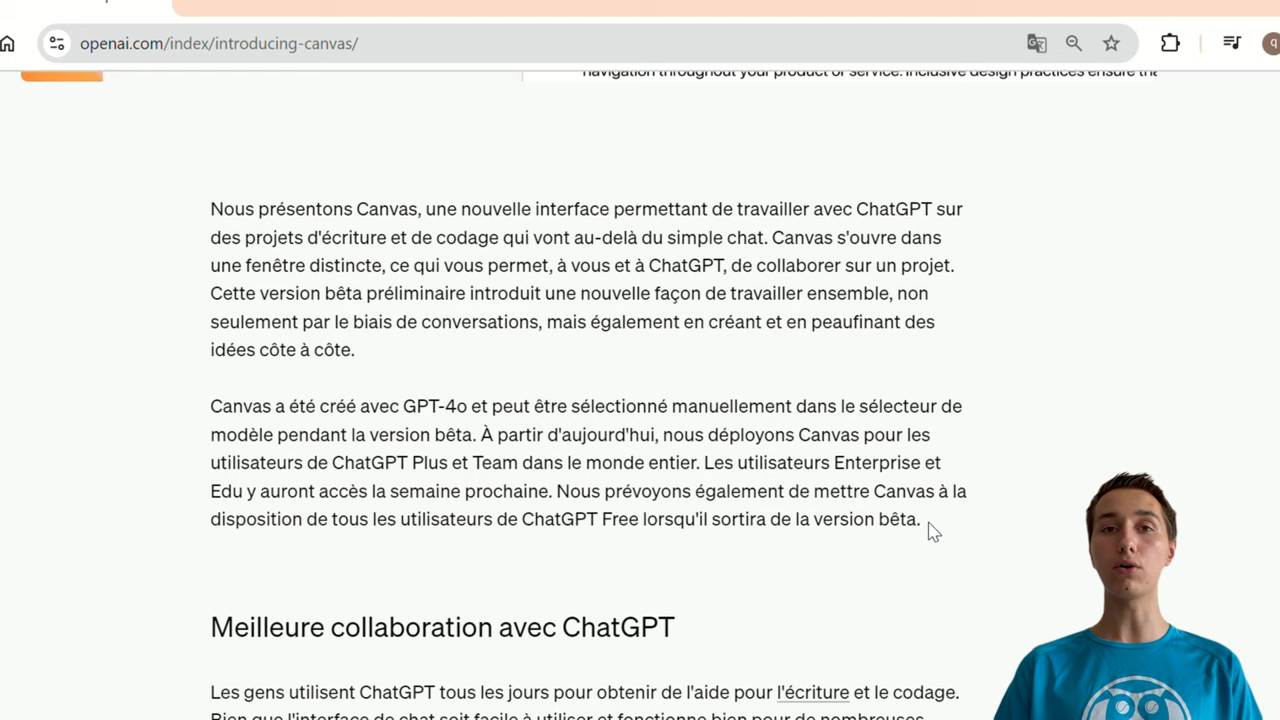 openai.com/index/introducing-canvas/
q
navigation throughout your product or service. Inclusive design practices ensure
Nous présentons Canvas, une nouvelle interface permettant de travailler avec ChatGPT sur
des projets d'écriture et de codage qui vont au-delà du simple chat. Canvas s'ouvre dans
une fenêtre distincte, ce qui vous permet, à vous et à ChatGPT, de collaborer sur un projet.
Cette version bêta préliminaire introduit une nouvelle façon de travailler ensemble, non
seulement par le biais de conversations, mais également en créant et en peaufinant des
idées côte à côte.
Canvas a été créé avec GPT-4o et peut être sélectionné manuellement dans le sélecteur de
modèle pendant la version bêta. À partir d'aujourd'hui, nous déployons Canvas pour les
utilisateurs de ChatGPT Plus et Team dans le monde entier. Les utilisateurs Enterprise et
Edu y auront accès la semaine prochaine. Nous prévoyons également de mettre Canvas à la
disposition de tous les utilisateurs de ChatGPT Free lorsqu'il sortira de la version bêta.
Meilleure collaboration avec ChatGPT
Les gens utilisent ChatGPT tous les jours pour obtenir de l'aide pour l'écriture et le codage.
Bien que l'interface de chat soit facile à utiliser et fonctionne bien pour de nombreuses